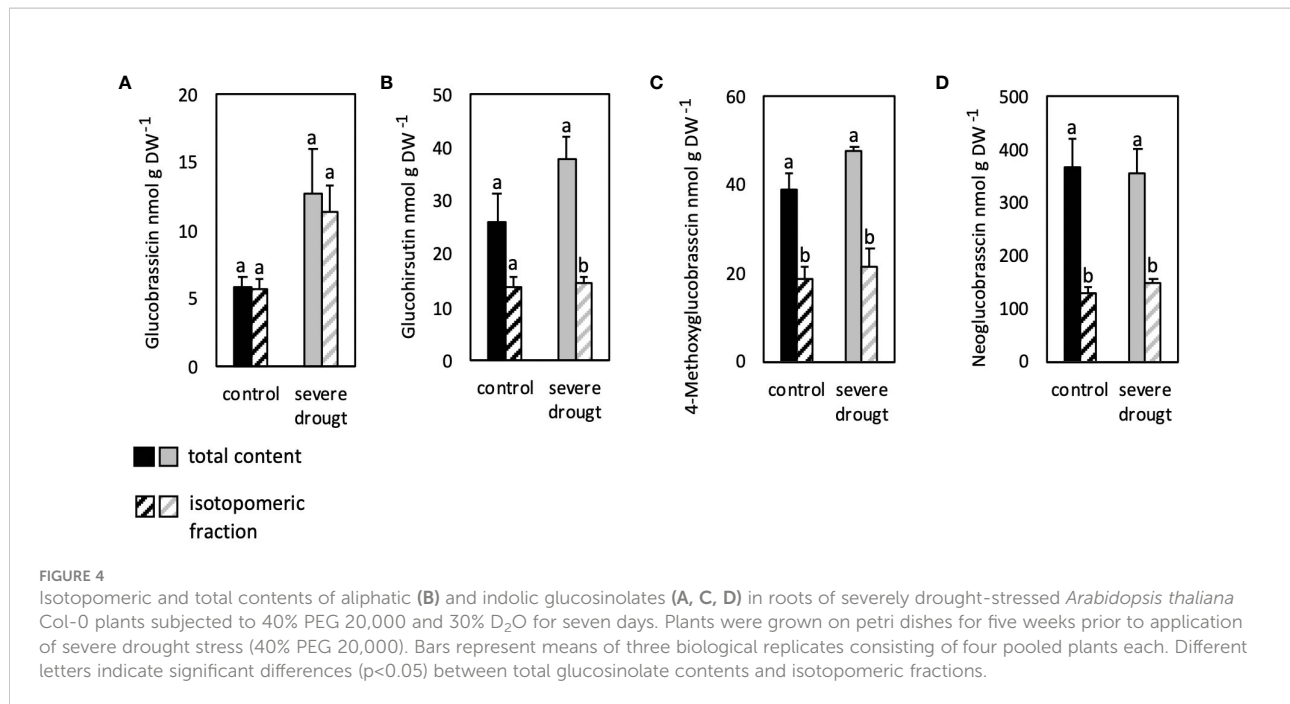 A
B
C
D
Glucobrassicin nmol g DW⁻¹
20
15
10
5
0
a
a
a
a
control
severe
drougt
Glucohirsutin nmol g DW⁻¹
50
40
30
20
10
0
a
a
a
b
control
severe
drougt
4-Methoxyglucobrasscin nmol g DW⁻¹
60
40
20
0
a
b
a
b
control
severe
drougt
Neoglucobrasscin nmol g DW⁻¹
500
400
300
200
100
0
a
b
a
b
control
severe
drougt
total content
isotopomeric
fraction
FIGURE 4
Isotopomeric and total contents of aliphatic (B) and indolic glucosinolates (A, C, D) in roots of severely drought-stressed Arabidopsis thaliana
Col-0 plants subjected to 40% PEG 20,000 and 30% D₂O for seven days. Plants were grown on petri dishes for five weeks prior to application
of severe drought stress (40% PEG 20,000). Bars represent means of three biological replicates consisting of four pooled plants each. Different
letters indicate significant differences (p<0.05) between total glucosinolate contents and isotopomeric fractions.